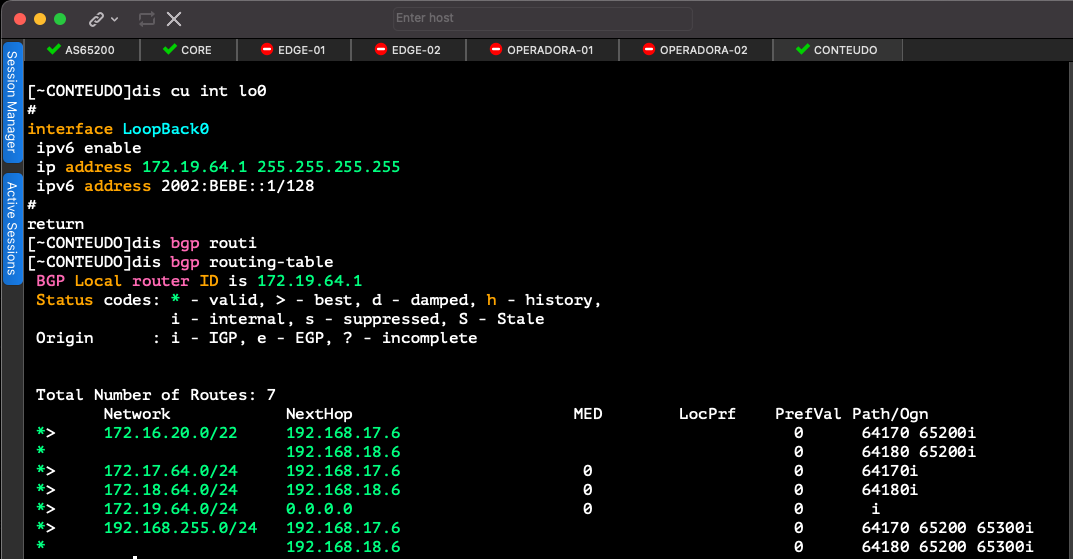 Enter host
AS65200 CORE EDGE-01 EDGE-02 OPERADORA-01 OPERADORA-02 CONTEUDO
Session Manager
Active Sessions
[~CONTEUDO]dis cu int lo0
#
interface LoopBack0
 ipv6 enable
 ip address 172.19.64.1 255.255.255.255
 ipv6 address 2002:BEBE::1/128
#
return
[~CONTEUDO]dis bgp routi
[~CONTEUDO]dis bgp routing-table
 BGP Local router ID is 172.19.64.1
 Status codes: * - valid, > - best, d - damped, h - history,
               i - internal, s - suppressed, S - Stale
 Origin      : i - IGP, e - EGP, ? - incomplete
 Total Number of Routes: 7
        Network            NextHop                       MED        LocPrf    PrefVal Path/Ogn
 *>     172.16.20.0/22     192.168.17.6                                         0      64170 65200i
 *                         192.168.18.6                                         0      64180 65200i
 *>     172.17.64.0/24     192.168.17.6                   0                     0      64170i
 *>     172.18.64.0/24     192.168.18.6                   0                     0      64180i
 *>     172.19.64.0/24     0.0.0.0                        0                     0       i
 *>     192.168.255.0/24   192.168.17.6                                         0      64170 65200 65300i
 *                         192.168.18.6                                         0      64180 65200 65300i